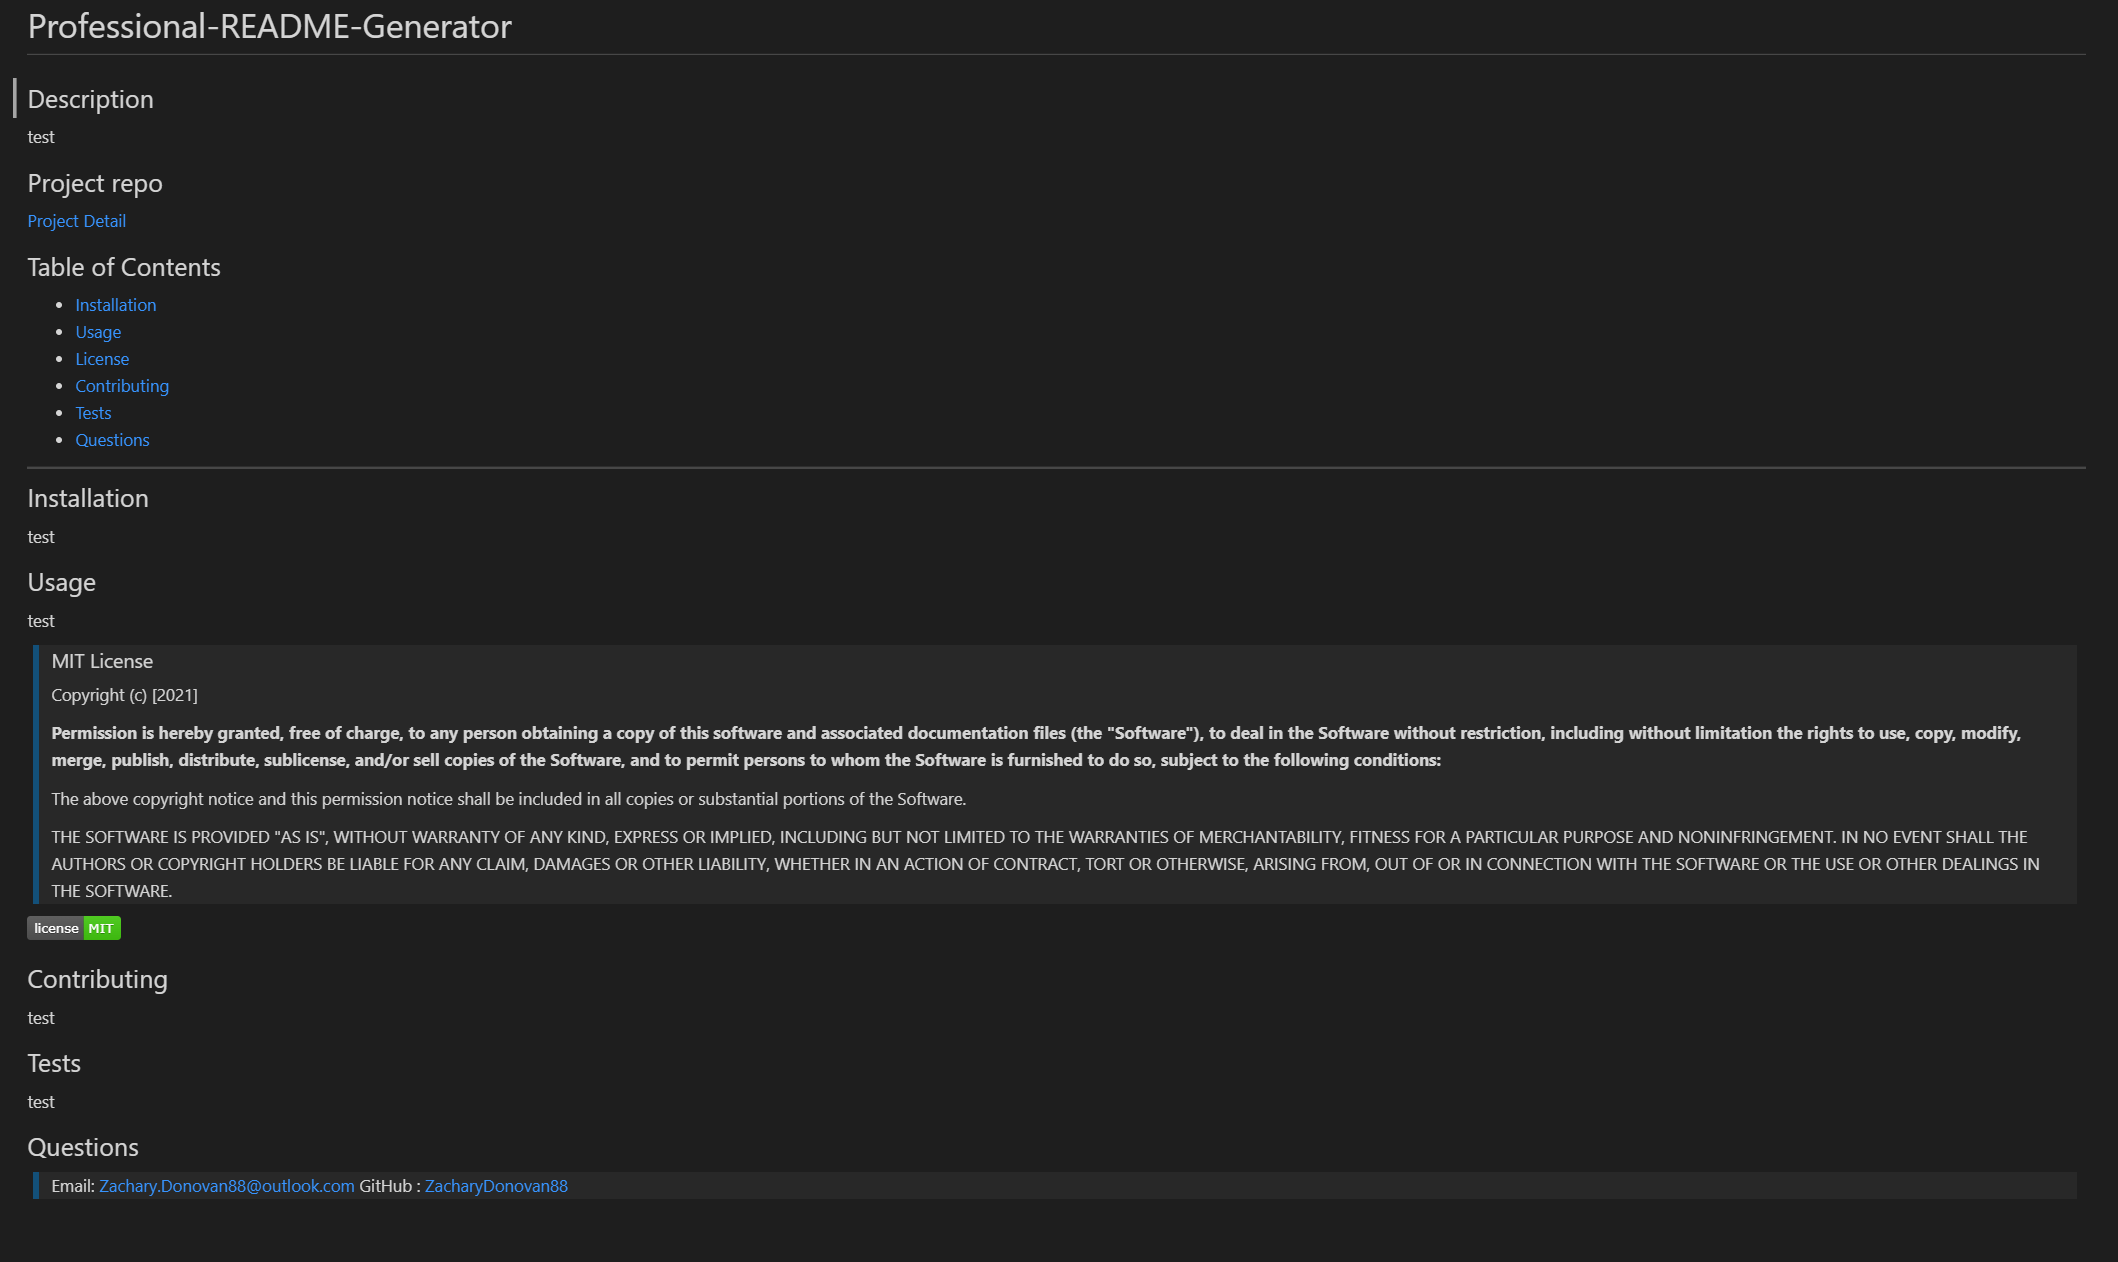 Professional-README-Generator
Description
test
Project repo
Project Detail
Table of Contents
Installation
Usage
License
Contributing
Tests
Questions
Installation
test
Usage
test
MIT License
Copyright (c) [2021]
Permission is hereby granted, free of charge, to any person obtaining a copy of this software and associated documentation files (the "Software"), to deal in the Software without restriction, including without limitation the rights to use, copy, modify,
merge, publish, distribute, sublicense, and/or sell copies of the Software, and to permit persons to whom the Software is furnished to do so, subject to the following conditions:
The above copyright notice and this permission notice shall be included in all copies or substantial portions of the Software.
THE SOFTWARE IS PROVIDED "AS IS", WITHOUT WARRANTY OF ANY KIND, EXPRESS OR IMPLIED, INCLUDING BUT NOT LIMITED TO THE WARRANTIES OF MERCHANTABILITY, FITNESS FOR A PARTICULAR PURPOSE AND NONINFRINGEMENT. IN NO EVENT SHALL THE
AUTHORS OR COPYRIGHT HOLDERS BE LIABLE FOR ANY CLAIM, DAMAGES OR OTHER LIABILITY, WHETHER IN AN ACTION OF CONTRACT, TORT OR OTHERWISE, ARISING FROM, OUT OF OR IN CONNECTION WITH THE SOFTWARE OR THE USE OR OTHER DEALINGS IN
THE SOFTWARE.
license MIT
Contributing
test
Tests
test
Questions
Email: Zachary.Donovan88@outlook.com GitHub : ZacharyDonovan88